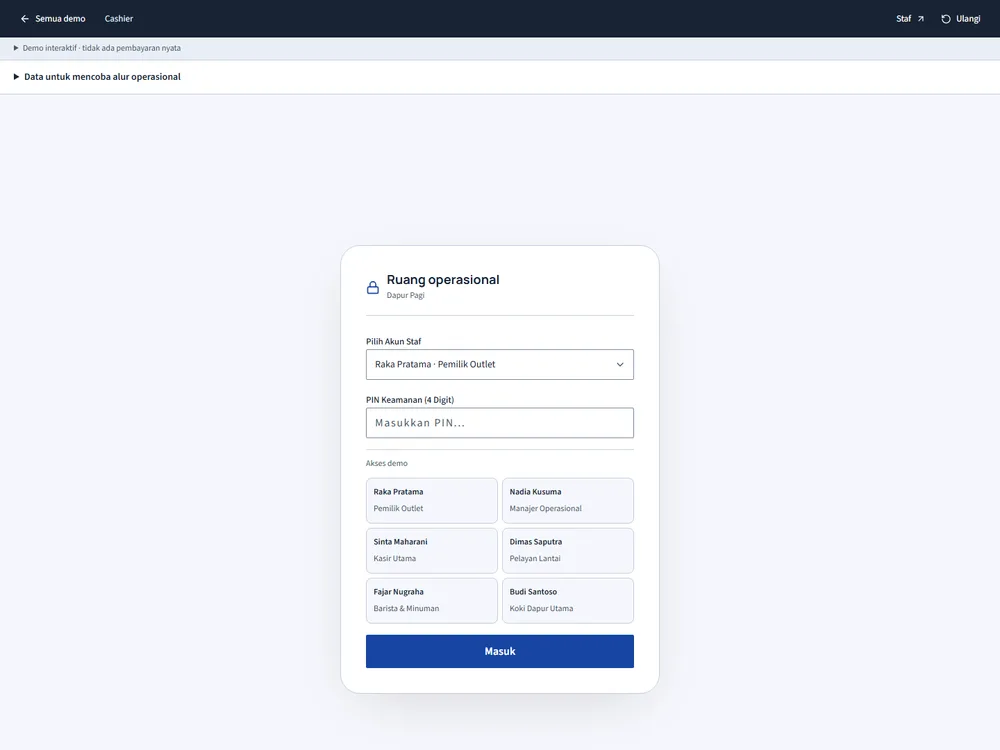 Semua demo
Cashier
Staf
Ulangi
Demo interaktif · tidak ada pembayaran nyata
Data untuk mencoba alur operasional
Ruang operasional
Dapur Pagi
Pilih Akun Staf
Raka Pratama · Pemilik Outlet
PIN Keamanan (4 Digit)
Masukkan PIN...
Akses demo
Raka Pratama
Pemilik Outlet
Nadia Kusuma
Manajer Operasional
Sinta Maharani
Kasir Utama
Dimas Saputra
Pelayan Lantai
Fajar Nugraha
Barista & Minuman
Budi Santoso
Koki Dapur Utama
Masuk